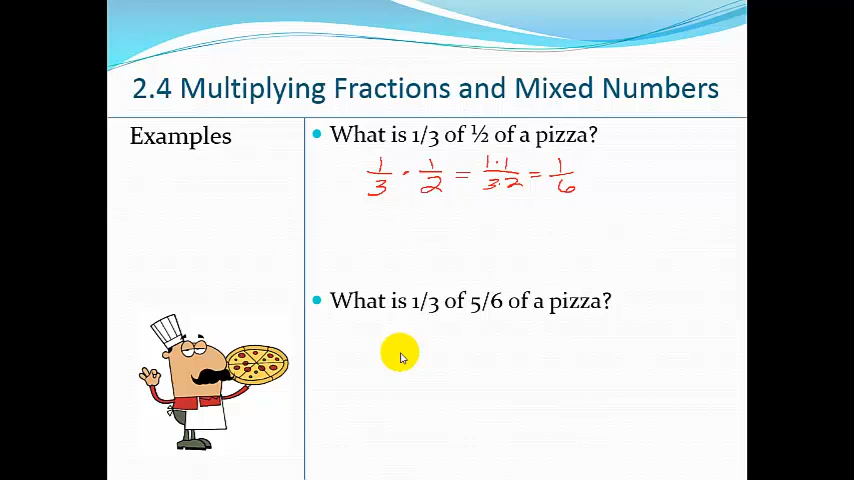 2.4 Multiplying Fractions and Mixed Numbers
Examples
• What is 1/3 of ½ of a pizza?
1/3 · 1/2 = 1·1/3·2 = 1/6
• What is 1/3 of 5/6 of a pizza?